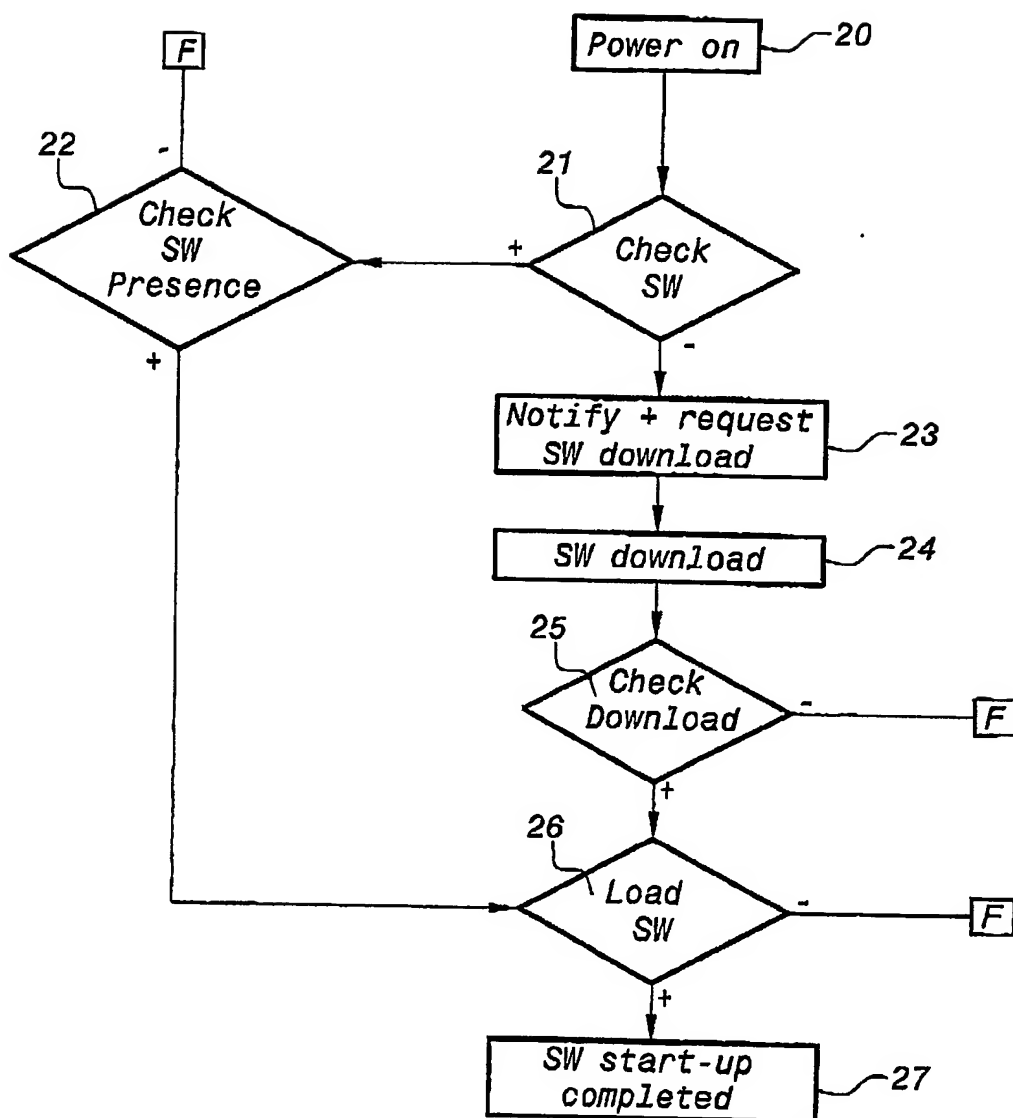 Power on
20
F
22
-
21
Check
SW
Presence
+
Check
SW
+
-
Notify + request
SW download
23
SW download
24
25
Check
Download
-
F
+
26
Load
SW
-
F
+
SW start-up
completed
27